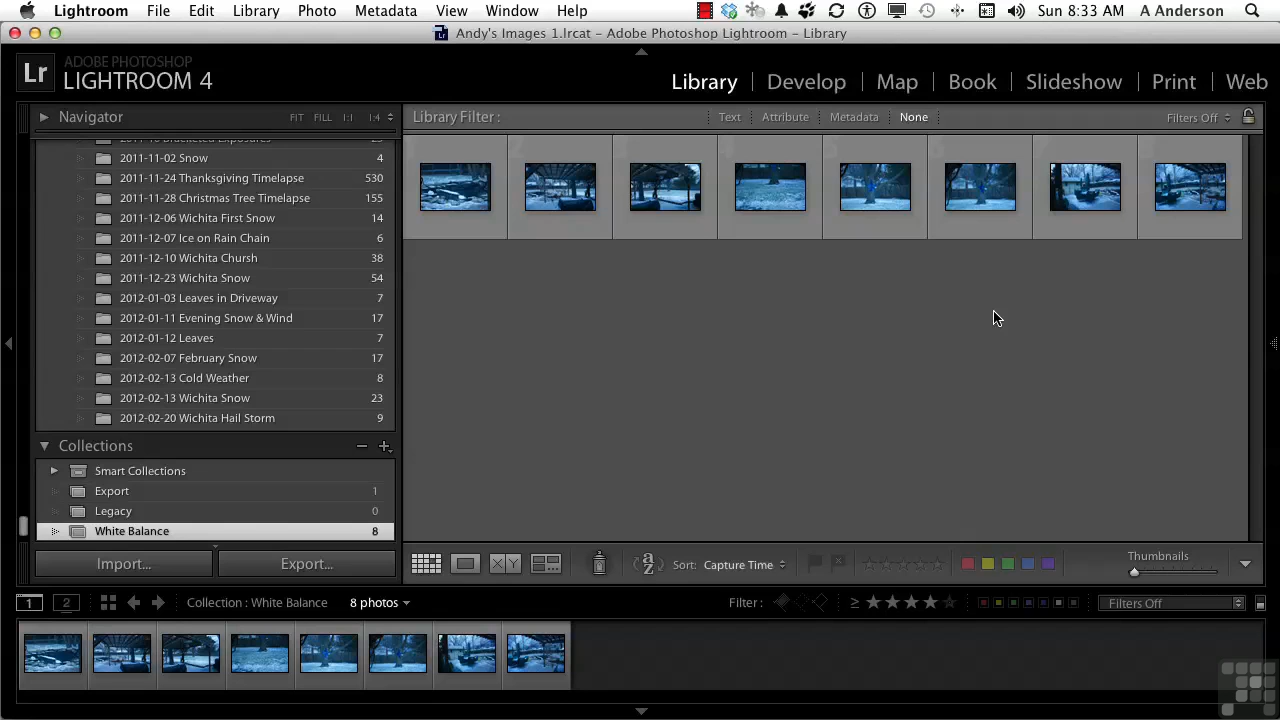 Lightroom File Edit Library Photo Metadata View Window Help Sun 8:33 AM A Anderson
Andy's Images 1.lrcat – Adobe Photoshop Lightroom – Library
Lr ADOBE PHOTOSHOP
LIGHTROOM 4
Library | Develop | Map | Book | Slideshow | Print | Web
Navigator FIT FILL 1:1 1:4
Library Filter : Text Attribute Metadata None Filters Off
2011-11-02 Snow 4
2011-11-24 Thanksgiving Timelapse 530
2011-11-28 Christmas Tree Timelapse 155
2011-12-06 Wichita First Snow 14
2011-12-07 Ice on Rain Chain 6
2011-12-10 Wichita Chursh 38
2011-12-23 Wichita Snow 54
2012-01-03 Leaves in Driveway 7
2012-01-11 Evening Snow & Wind 17
2012-01-12 Leaves 7
2012-02-07 February Snow 17
2012-02-13 Cold Weather 8
2012-02-13 Wichita Snow 23
2012-02-20 Wichita Hail Storm 9
Collections
Smart Collections
Export 1
Legacy 0
White Balance 8
Import... Export...
XY Sort: Capture Time Thumbnails
1 2 Collection : White Balance 8 photos Filter : ≥ Filters Off